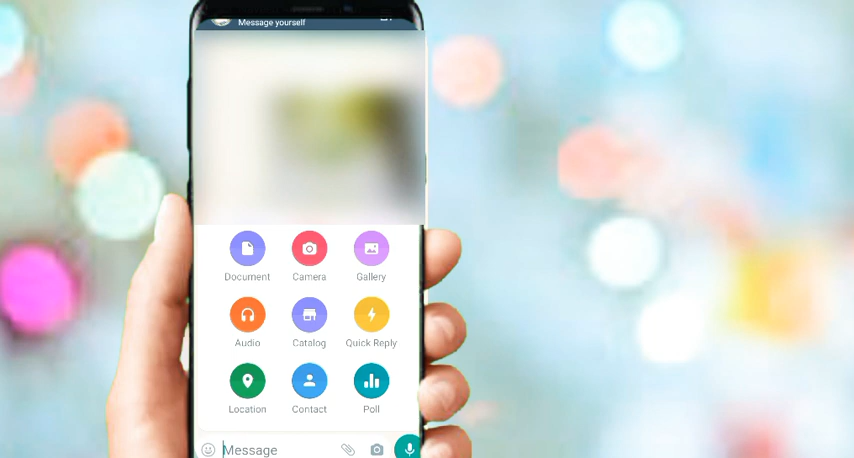 Message yourself
Document Camera Gallery
Audio Catalog Quick Reply
Location Contact Poll
Message